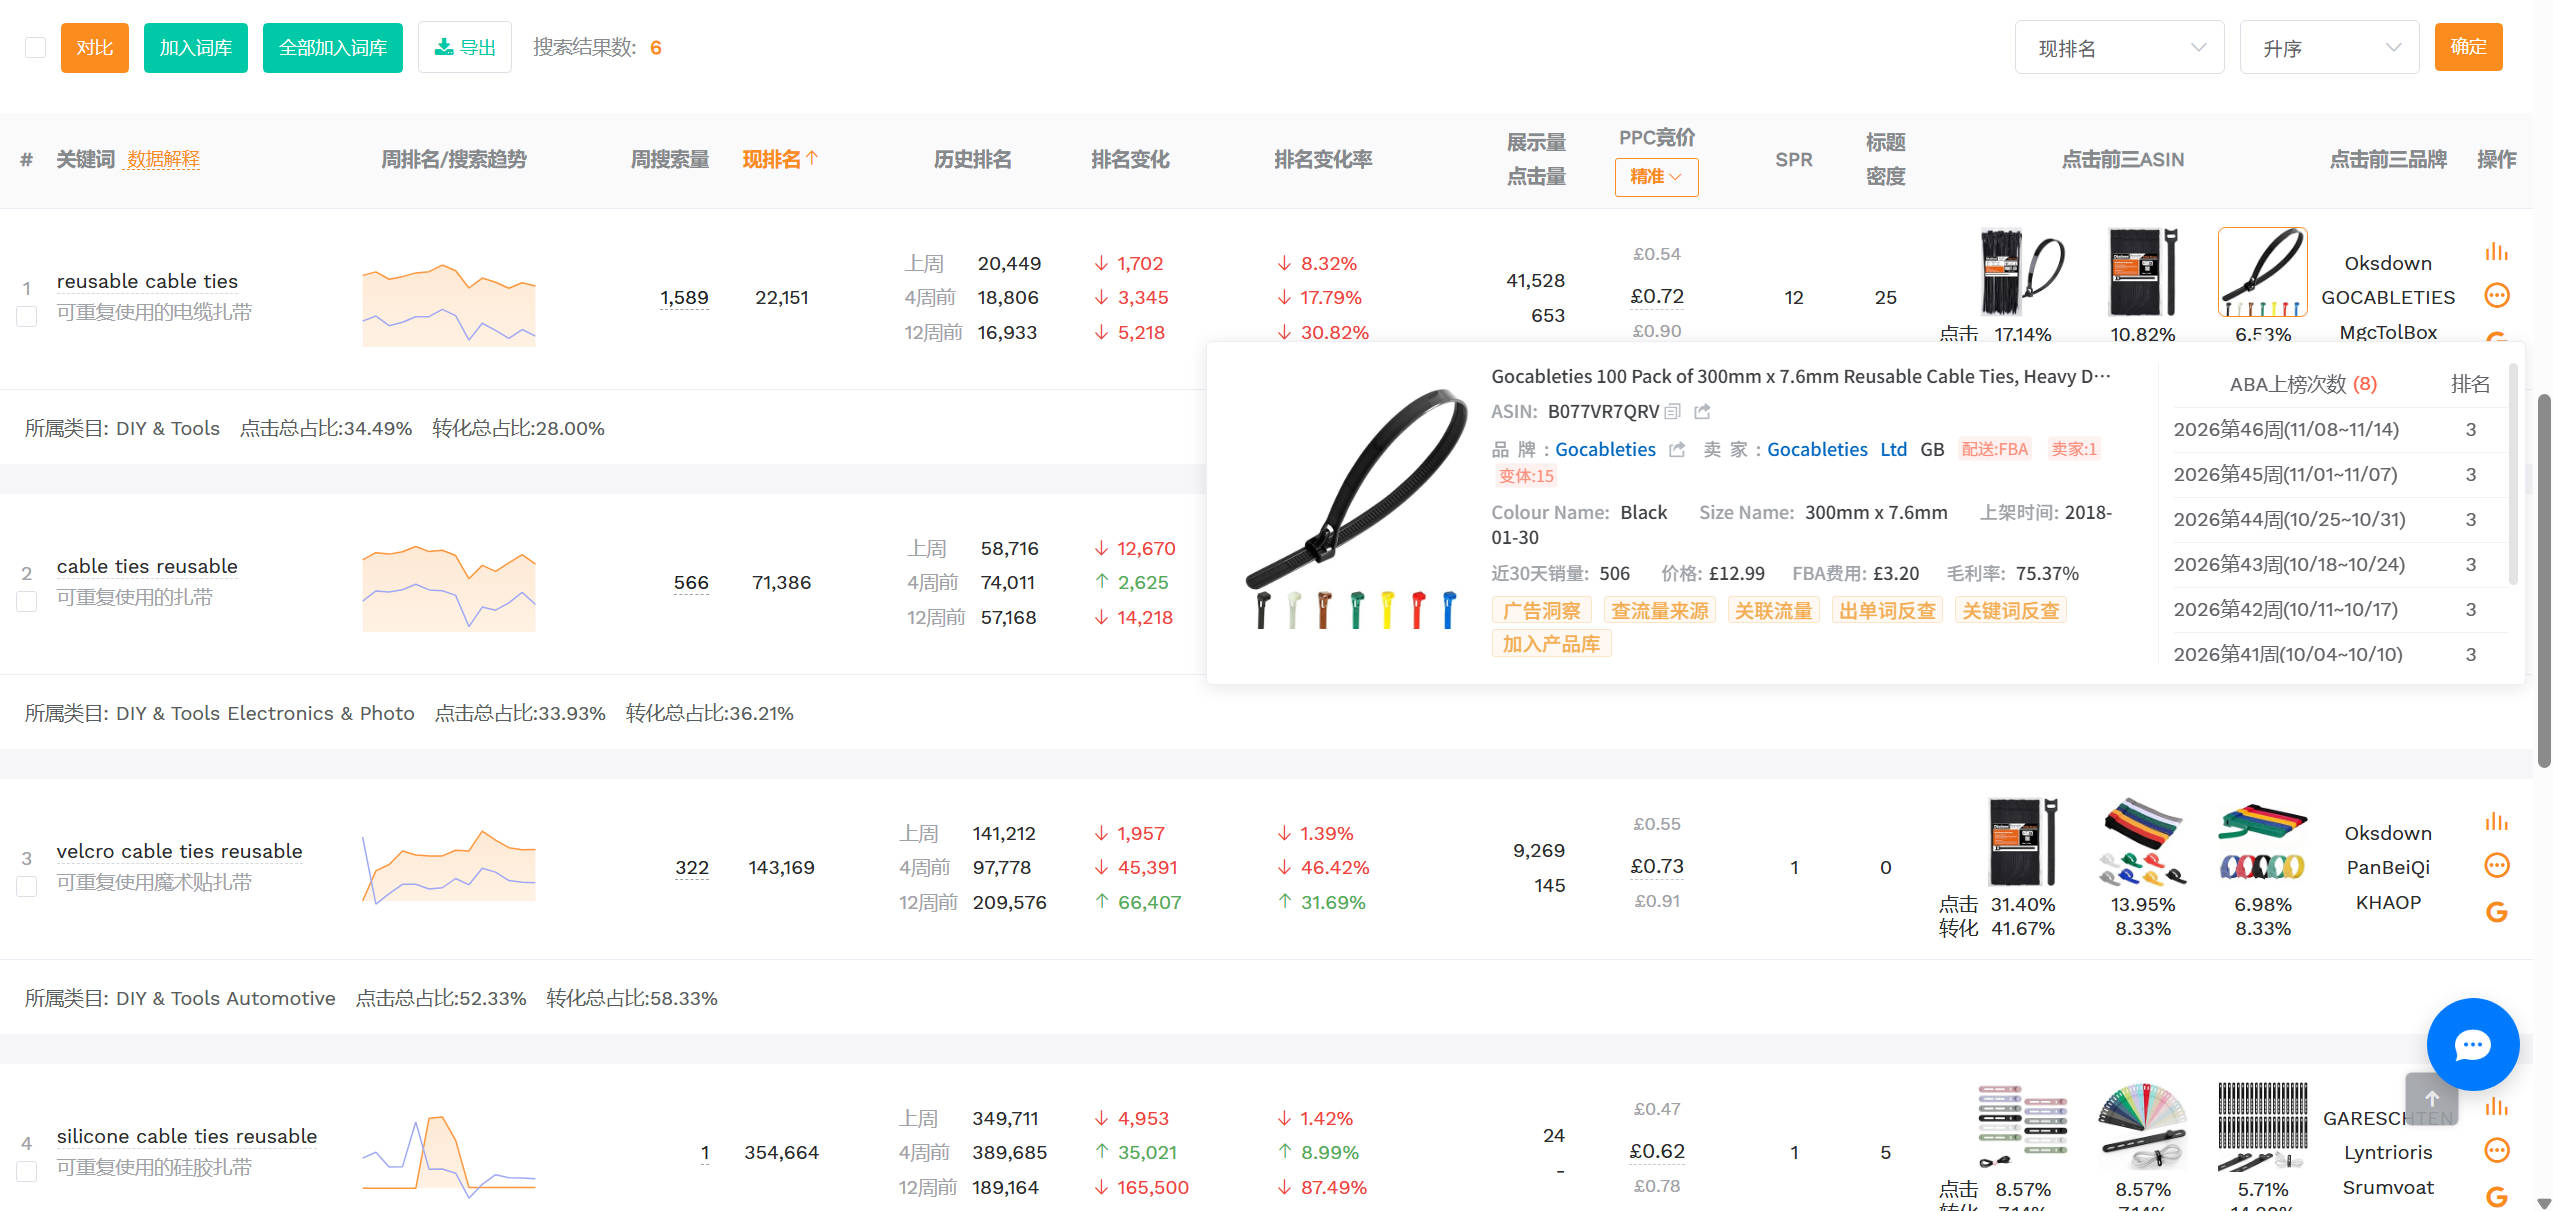 对比 加入词库 全部加入词库 导出 搜索结果数: 6 现排名 升序 确定
# 关键词 数据解释 周排名/搜索趋势 周搜索量 现排名 历史排名 排名变化 排名变化率 展示量 点击量 PPC竞价 精准 SPR 标题密度 点击前三ASIN 点击前三品牌 操作
1 reusable cable ties
可重复使用的电缆扎带
1,589 22,151
上周 20,449 ↓ 1,702 ↓ 8.32%
4周前 18,806 ↓ 3,345 ↓ 17.79%
12周前 16,933 ↓ 5,218 ↓ 30.82%
41,528
653
£0.54
£0.72
£0.90
12 25
点击 17.14% 10.82% 6.53%
Oksdown
GOCABLETIES
MgcTolBox
所属类目: DIY & Tools 点击总占比:34.49% 转化总占比:28.00%
Gocableties 100 Pack of 300mm x 7.6mm Reusable Cable Ties, Heavy D···
ASIN: B077VR7QRV
品 牌 : Gocableties 卖 家 : Gocableties Ltd GB 配送:FBA 卖家:1
变体:15
Colour Name: Black Size Name: 300mm x 7.6mm 上架时间: 2018-
01-30
近30天销量: 506 价格: £12.99 FBA费用: £3.20 毛利率: 75.37%
广告洞察 查流量来源 关联流量 出单词反查 关键词反查
加入产品库
ABA上榜次数 (8) 排名
2026第46周(11/08~11/14) 3
2026第45周(11/01~11/07) 3
2026第44周(10/25~10/31) 3
2026第43周(10/18~10/24) 3
2026第42周(10/11~10/17) 3
2026第41周(10/04~10/10) 3
2 cable ties reusable
可重复使用的扎带
566 71,386
上周 58,716 ↓ 12,670
4周前 74,011 ↑ 2,625
12周前 57,168 ↓ 14,218
所属类目: DIY & Tools Electronics & Photo 点击总占比:33.93% 转化总占比:36.21%
3 velcro cable ties reusable
可重复使用魔术贴扎带
322 143,169
上周 141,212 ↓ 1,957 ↓ 1.39%
4周前 97,778 ↓ 45,391 ↓ 46.42%
12周前 209,576 ↑ 66,407 ↑ 31.69%
9,269
145
£0.55
£0.73
£0.91
1 0
点击 31.40% 13.95% 6.98%
转化 41.67% 8.33% 8.33%
Oksdown
PanBeiQi
KHAOP
所属类目: DIY & Tools Automotive 点击总占比:52.33% 转化总占比:58.33%
4 silicone cable ties reusable
可重复使用的硅胶扎带
1 354,664
上周 349,711 ↓ 4,953 ↓ 1.42%
4周前 389,685 ↑ 35,021 ↑ 8.99%
12周前 189,164 ↓ 165,500 ↓ 87.49%
24
-
£0.47
£0.62
£0.78
1 5
点击 8.57% 8.57% 5.71%
GARESCHTEN
Lyntrioris
Srumvoat